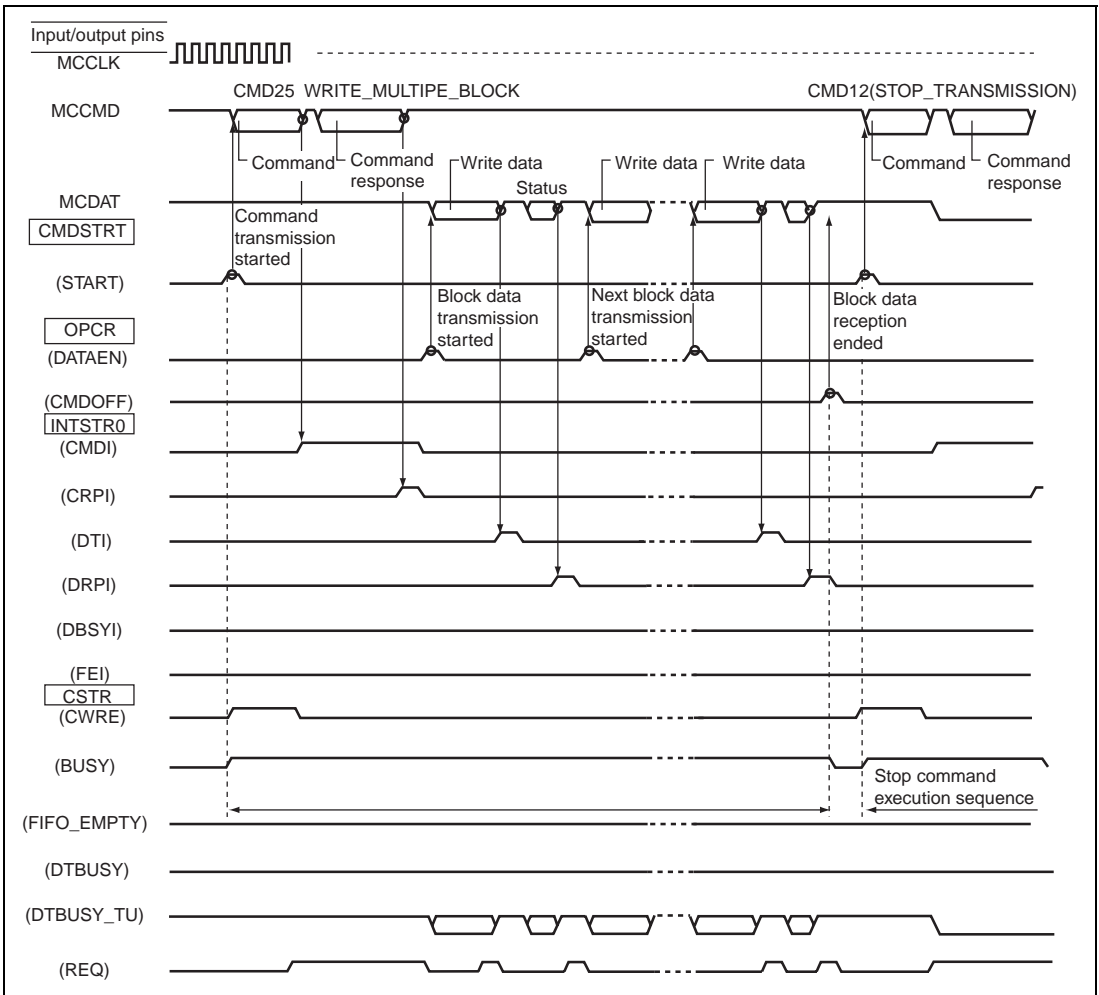 Input/output pins
MCCLK
CMD25 WRITE_MULTIPE_BLOCK
CMD12(STOP_TRANSMISSION)
MCCMD
Command
Command
response
Command
Command
response
Write data
Status
Write data
Write data
MCDAT
CMDSTRT
Command
transmission
started
(START)
Block data
transmission
started
Next block data
transmission
started
Block data
reception
ended
OPCR
(DATAEN)
(CMDOFF)
INTSTR0
(CMDI)
(CRPI)
(DTI)
(DRPI)
(DBSYI)
(FEI)
CSTR
(CWRE)
(BUSY)
Stop command
execution sequence
(FIFO_EMPTY)
(DTBUSY)
(DTBUSY_TU)
(REQ)